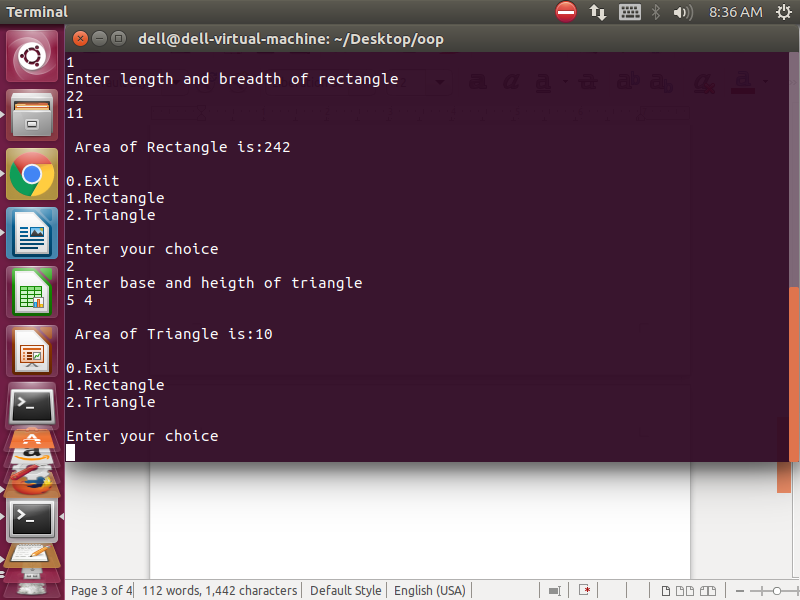 Terminal
8:36 AM
dell@dell-virtual-machine: ~/Desktop/oop
1
Enter length and breadth of rectangle
22
11
Area of Rectangle is:242
0.Exit
1.Rectangle
2.Triangle
Enter your choice
2
Enter base and heigth of triangle
5 4
Area of Triangle is:10
0.Exit
1.Rectangle
2.Triangle
Enter your choice
Page 3 of 4 112 words, 1,442 characters Default Style English (USA)